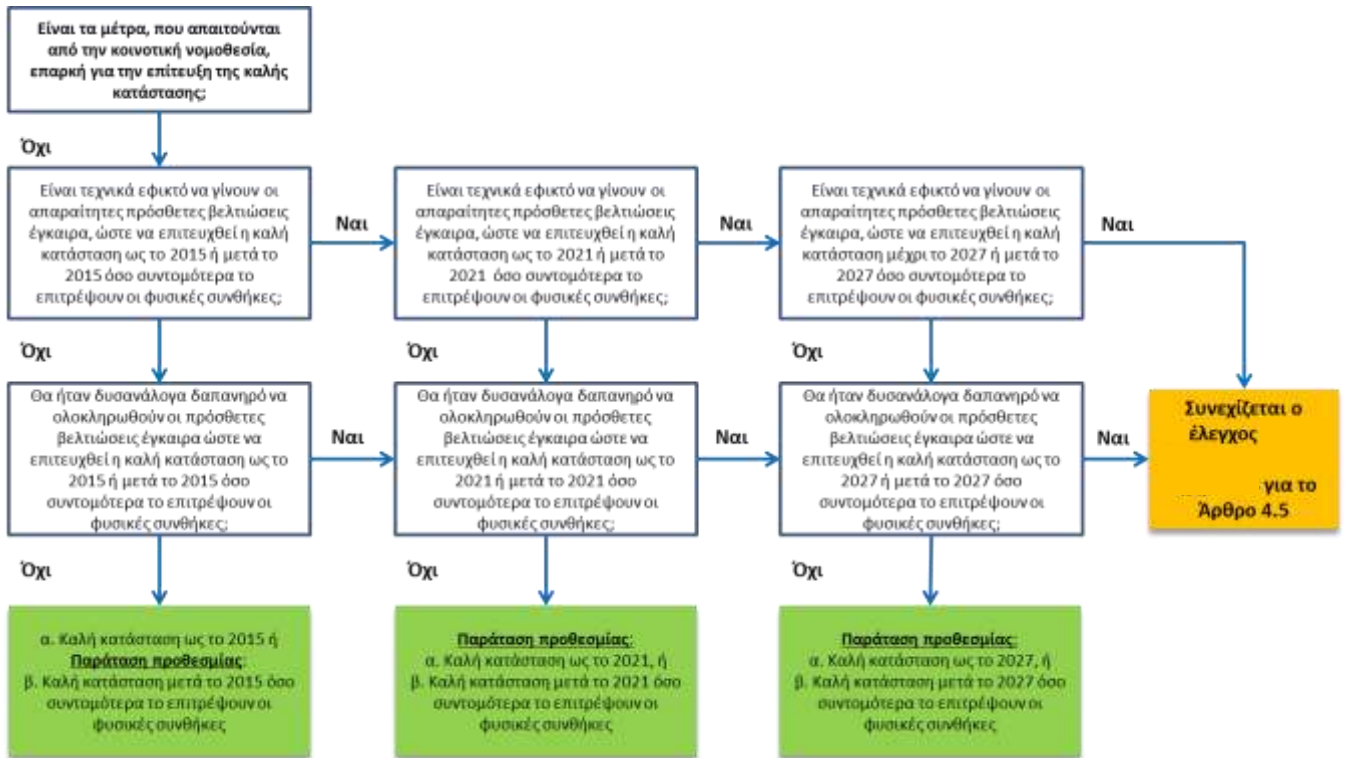 Είναι τα μέτρα, που απαιτούνται
από την κοινοτική νομοθεσία,
επαρκή για την επίτευξη της καλής
κατάστασης;
Όχι
Είναι τεχνικά εφικτό να γίνουν οι
απαραίτητες πρόσθετες βελτιώσεις
έγκαιρα, ώστε να επιτευχθεί η καλή
κατάσταση ως το 2015 ή μετά το
2015 όσο συντομότερα το
επιτρέψουν οι φυσικές συνθήκες;
Ναι
Είναι τεχνικά εφικτό να γίνουν οι
απαραίτητες πρόσθετες βελτιώσεις
έγκαιρα, ώστε να επιτευχθεί η καλή
κατάσταση ως το 2021 ή μετά το
2021 όσο συντομότερα το
επιτρέψουν οι φυσικές συνθήκες;
Ναι
Είναι τεχνικά εφικτό να γίνουν οι
απαραίτητες πρόσθετες βελτιώσεις
έγκαιρα, ώστε να επιτευχθεί η καλή
κατάσταση μέχρι το 2027 ή μετά το
2027 όσο συντομότερα το
επιτρέψουν οι φυσικές συνθήκες;
Ναι
Όχι
Όχι
Όχι
Θα ήταν δυσανάλογα δαπανηρό να
ολοκληρωθούν οι πρόσθετες
βελτιώσεις έγκαιρα ώστε να
επιτευχθεί η καλή κατάσταση ως το
2015 ή μετά το 2015 όσο
συντομότερα το επιτρέψουν οι
φυσικές συνθήκες;
Ναι
Θα ήταν δυσανάλογα δαπανηρό να
ολοκληρωθούν οι πρόσθετες
βελτιώσεις έγκαιρα ώστε να
επιτευχθεί η καλή κατάσταση ως το
2021 ή μετά το 2021 όσο
συντομότερα το επιτρέψουν οι
φυσικές συνθήκες;
Ναι
Θα ήταν δυσανάλογα δαπανηρό να
ολοκληρωθούν οι πρόσθετες
βελτιώσεις έγκαιρα ώστε να
επιτευχθεί η καλή κατάσταση ως το
2027 ή μετά το 2027 όσο
συντομότερα το επιτρέψουν οι
φυσικές συνθήκες;
Ναι
Συνεχίζεται ο
έλεγχος
για το
Άρθρο 4.5
Όχι
Όχι
Όχι
α. Καλή κατάσταση ως το 2015 ή
Παράταση προθεσμίας:
β. Καλή κατάσταση μετά το 2015 όσο
συντομότερα το επιτρέψουν οι
φυσικές συνθήκες
Παράταση προθεσμίας:
α. Καλή κατάσταση ως το 2021, ή
β. Καλή κατάσταση μετά το 2021 όσο
συντομότερα το επιτρέψουν οι
φυσικές συνθήκες
Παράταση προθεσμίας:
α. Καλή κατάσταση ως το 2027, ή
β. Καλή κατάσταση μετά το 2027 όσο
συντομότερα το επιτρέψουν οι
φυσικές συνθήκες